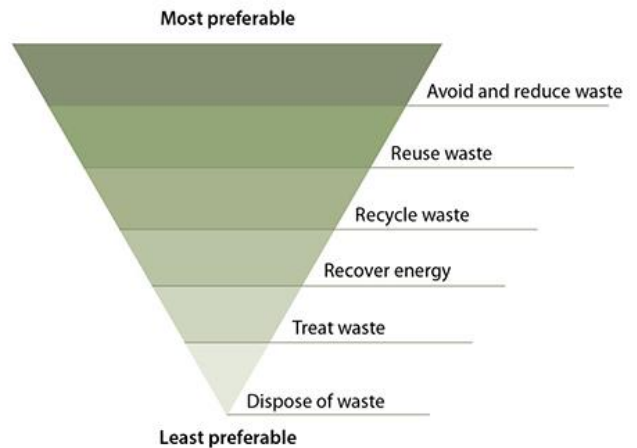 Most preferable
Avoid and reduce waste
Reuse waste
Recycle waste
Recover energy
Treat waste
Dispose of waste
Least preferable